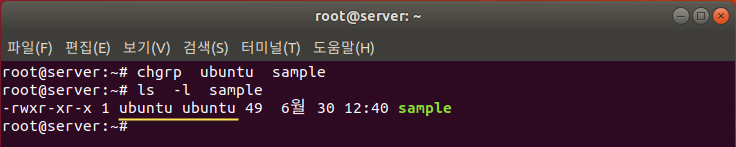 root@server: ~
파일(F) 편집(E) 보기(V) 검색(S) 터미널(T) 도움말(H)
root@server:~# chgrp  ubuntu  sample
root@server:~# ls  -l  sample
-rwxr-xr-x 1 ubuntu ubuntu 49  6월  30 12:40 sample
root@server:~#